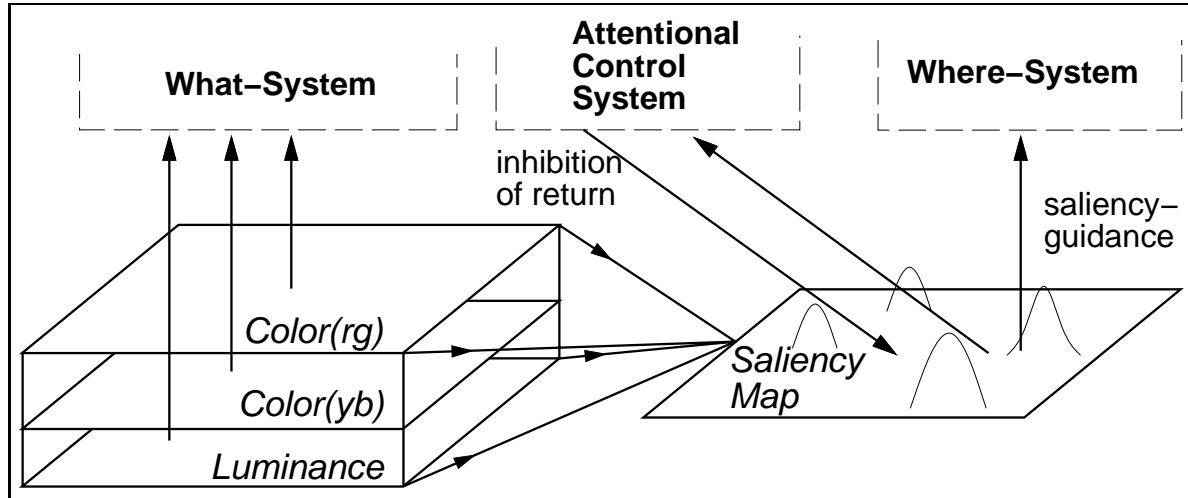 What−System
Attentional
Control
System
Where−System
inhibition
of return
saliency−
guidance
Color(rg)
Color(yb)
Luminance
Saliency
Map